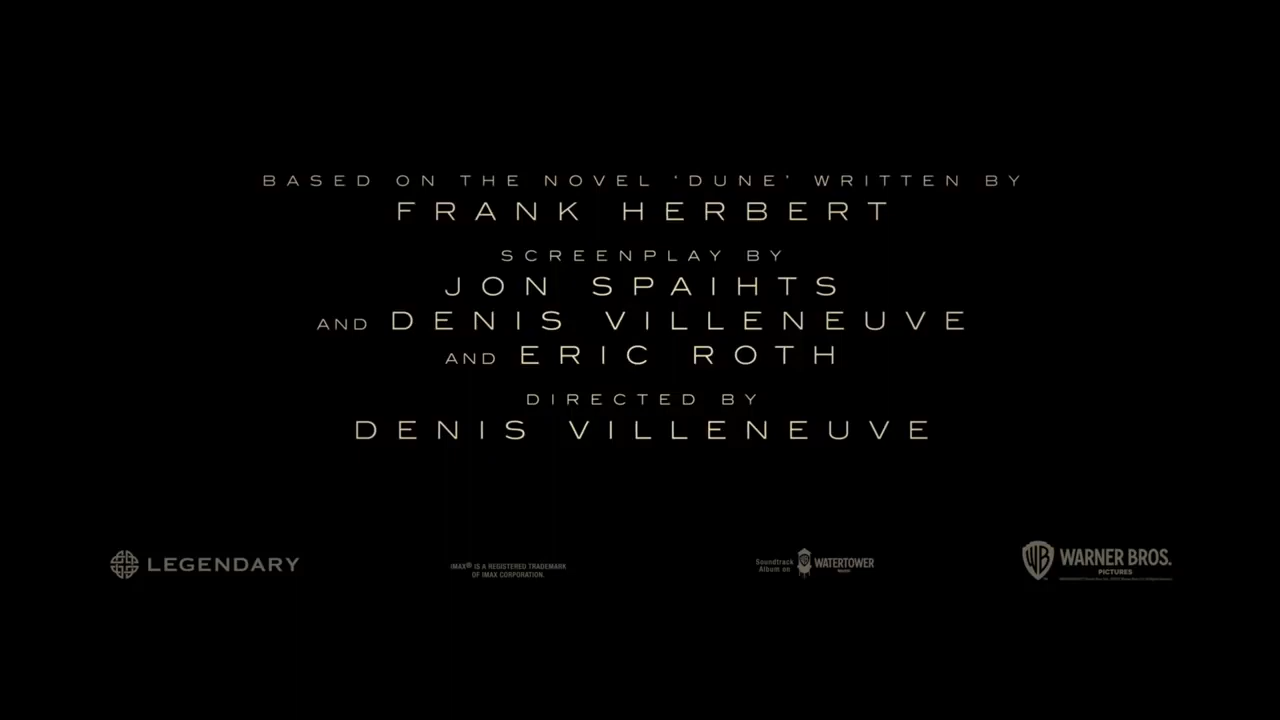 BASED ON THE NOVEL ‘DUNE’ WRITTEN BY
FRANK HERBERT
SCREENPLAY BY
JON SPAIHTS
AND DENIS VILLENEUVE
AND ERIC ROTH
DIRECTED BY
DENIS VILLENEUVE
LEGENDARY
IMAX® IS A REGISTERED TRADEMARK
OF IMAX CORPORATION.
Soundtrack
Album on
WATERTOWER
WB WARNER BROS.
PICTURES